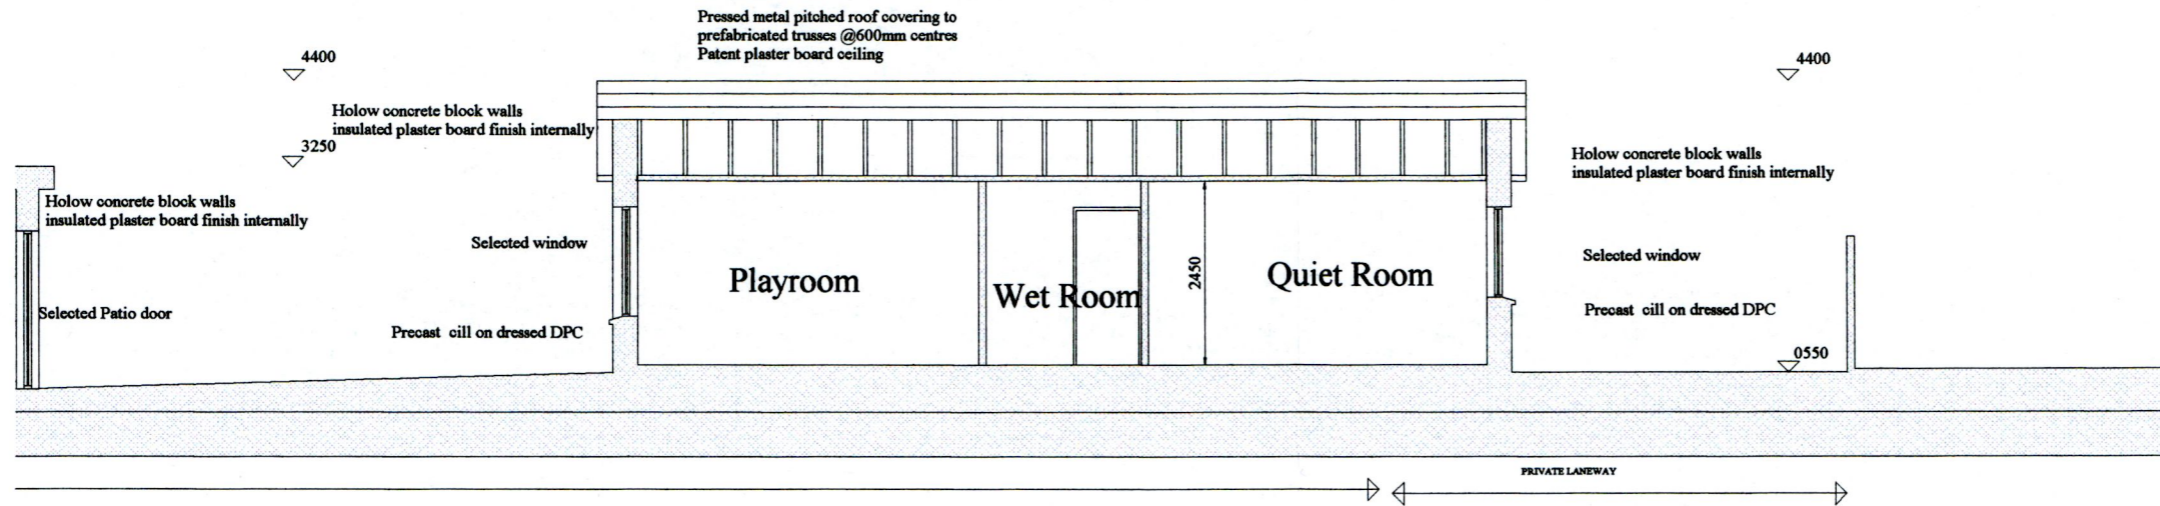 Pressed metal pitched roof covering to
prefabricated trusses @600mm centres
Patent plaster board ceiling
4400
4400
Holow concrete block walls
insulated plaster board finish internally
3250
Holow concrete block walls
insulated plaster board finish internally
Holow concrete block walls
insulated plaster board finish internally
Selected window
Selected window
Playroom
Wet Room
2450
Quiet Room
Selected Patio door
Precast cill on dressed DPC
Precast cill on dressed DPC
0550
PRIVATE LANEWAY